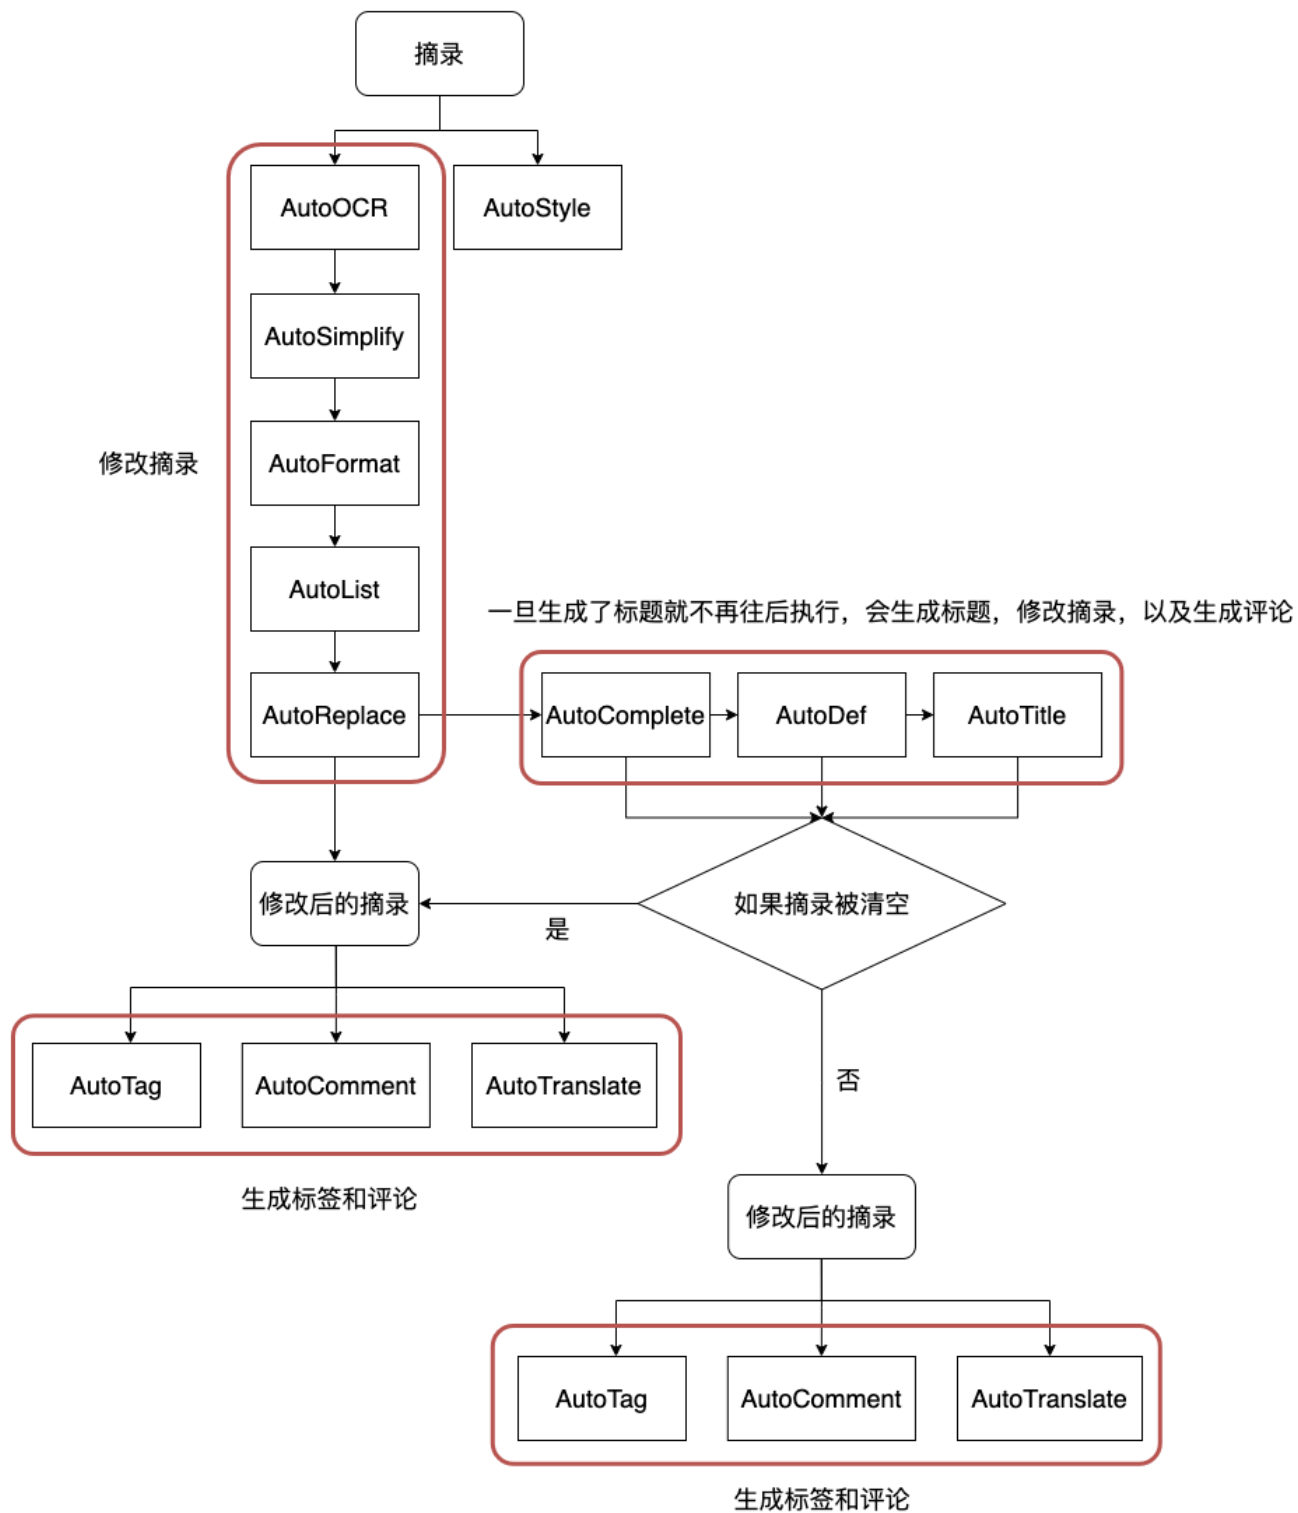 摘录
AutoOCR
AutoStyle
AutoSimplify
修改摘录
AutoFormat
AutoList
一旦生成了标题就不再往后执行，会生成标题，修改摘录，以及生成评论
AutoReplace
AutoComplete
AutoDef
AutoTitle
修改后的摘录
是
如果摘录被清空
否
AutoTag
AutoComment
AutoTranslate
生成标签和评论
修改后的摘录
AutoTag
AutoComment
AutoTranslate
生成标签和评论